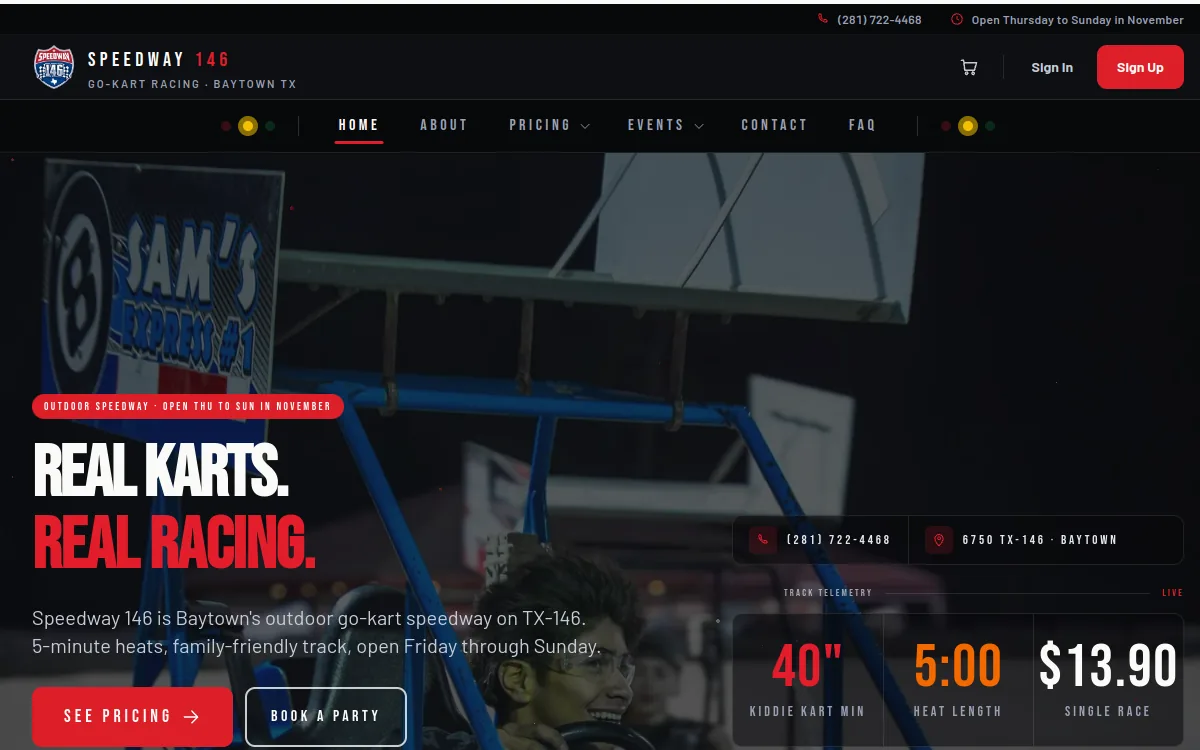 (281) 722-4468
Open Thursday to Sunday in November
SPEEDWAY
146
SPEEDWAY 146
GO-KART RACING · BAYTOWN TX
Sign In
Sign Up
HOME
ABOUT
PRICING
EVENTS
CONTACT
FAQ
8
SAM'S
EXPRESS #1
OUTDOOR SPEEDWAY · OPEN THU TO SUN IN NOVEMBER
REAL KARTS.
REAL RACING.
Speedway 146 is Baytown's outdoor go-kart speedway on TX-146.
5-minute heats, family-friendly track, open Friday through Sunday.
SEE PRICING
BOOK A PARTY
(281) 722-4468
6750 TX-146 · BAYTOWN
TRACK TELEMETRY
LIVE
40"
5:00
$13.90
KIDDIE KART MIN
HEAT LENGTH
SINGLE RACE